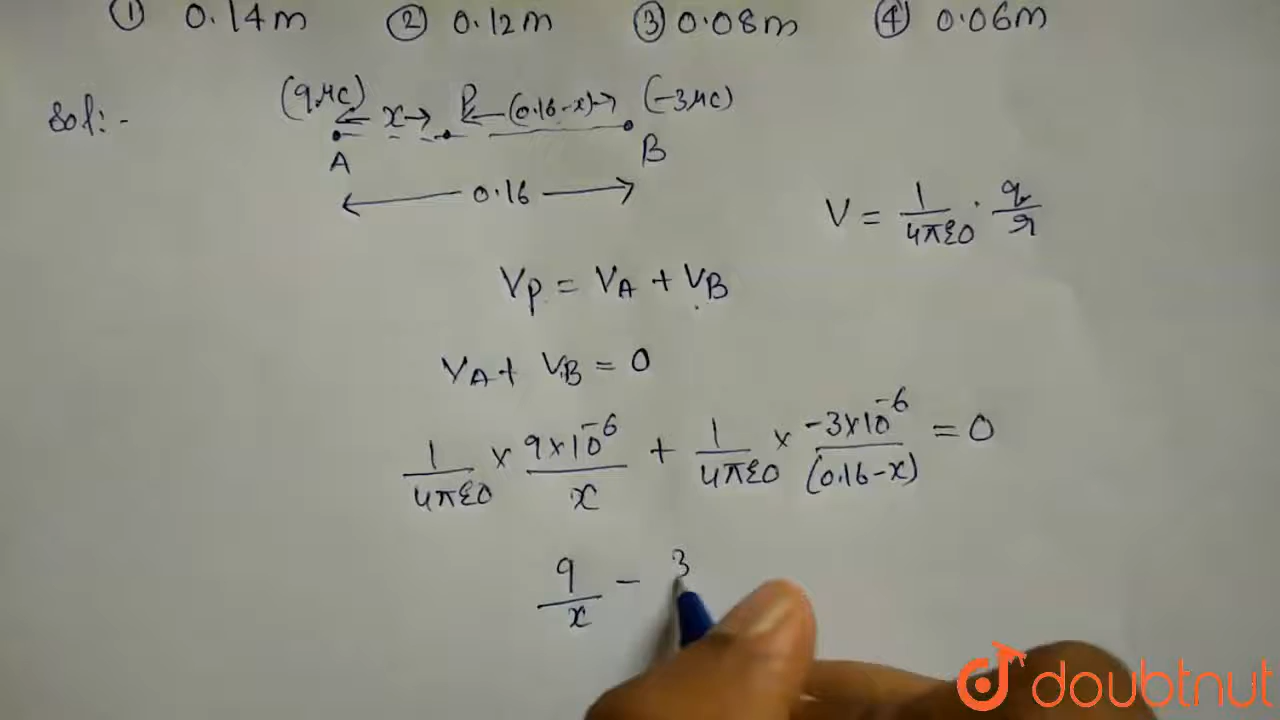 ① 0.14m ② 0.12m ③ 0.08m ④ 0.06m
Sol:-
(9μC) x P (0.16-x) (-3μC)
A B
0.16
V = 1/4πε0 · q/r
VP = VA + VB
VA + VB = 0
1/4πε0 × 9×10⁻⁶/x + 1/4πε0 × -3×10⁻⁶/(0.16-x) = 0
9/x - 3
doubtnut